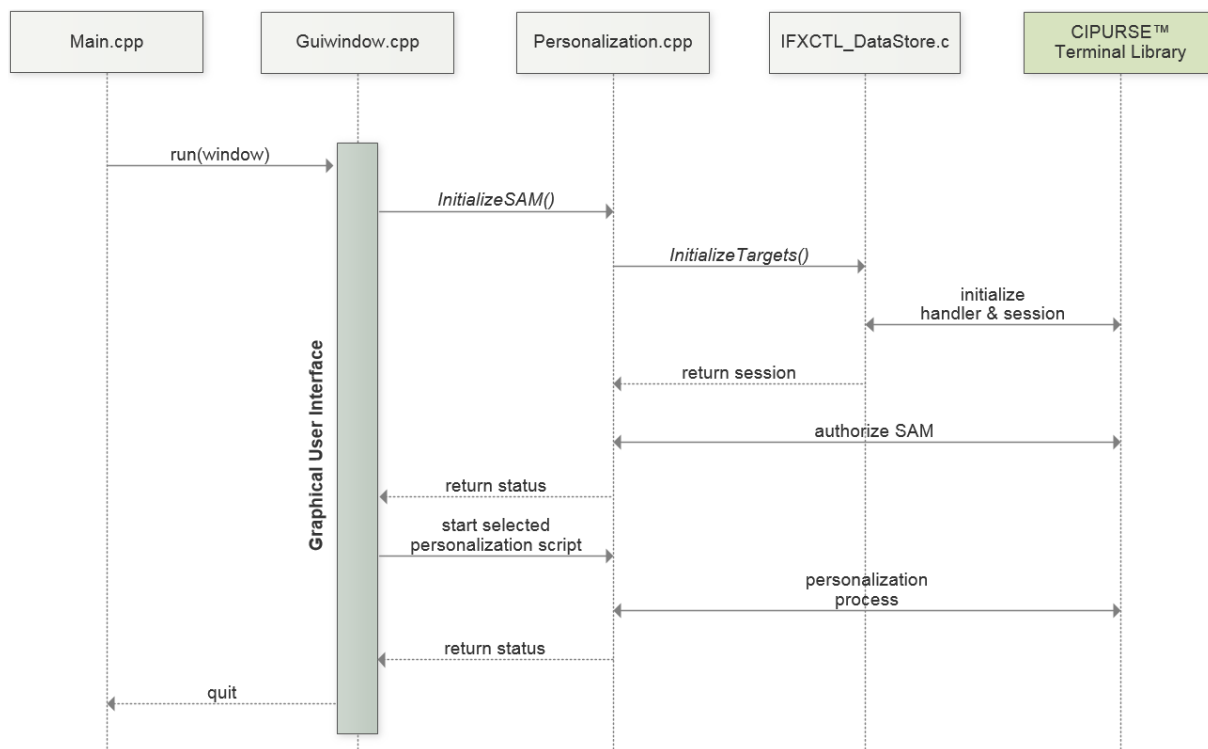 Main.cpp
Guiwindow.cpp
Personalization.cpp
IFXCTL_DataStore.c
CIPURSE™
Terminal Library
run(window)
InitializeSAM()
InitializeTargets()
initialize
handler & session
return session
authorize SAM
Graphical User Interface
return status
start selected
personalization script
personalization
process
return status
quit